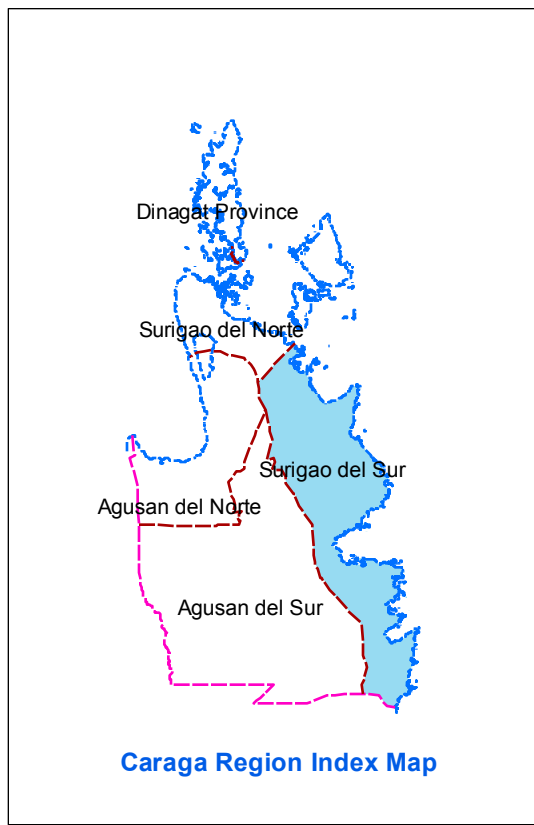 Dinagat Province
Surigao del Norte
Surigao del Sur
Agusan del Norte
Agusan del Sur
Caraga Region Index Map